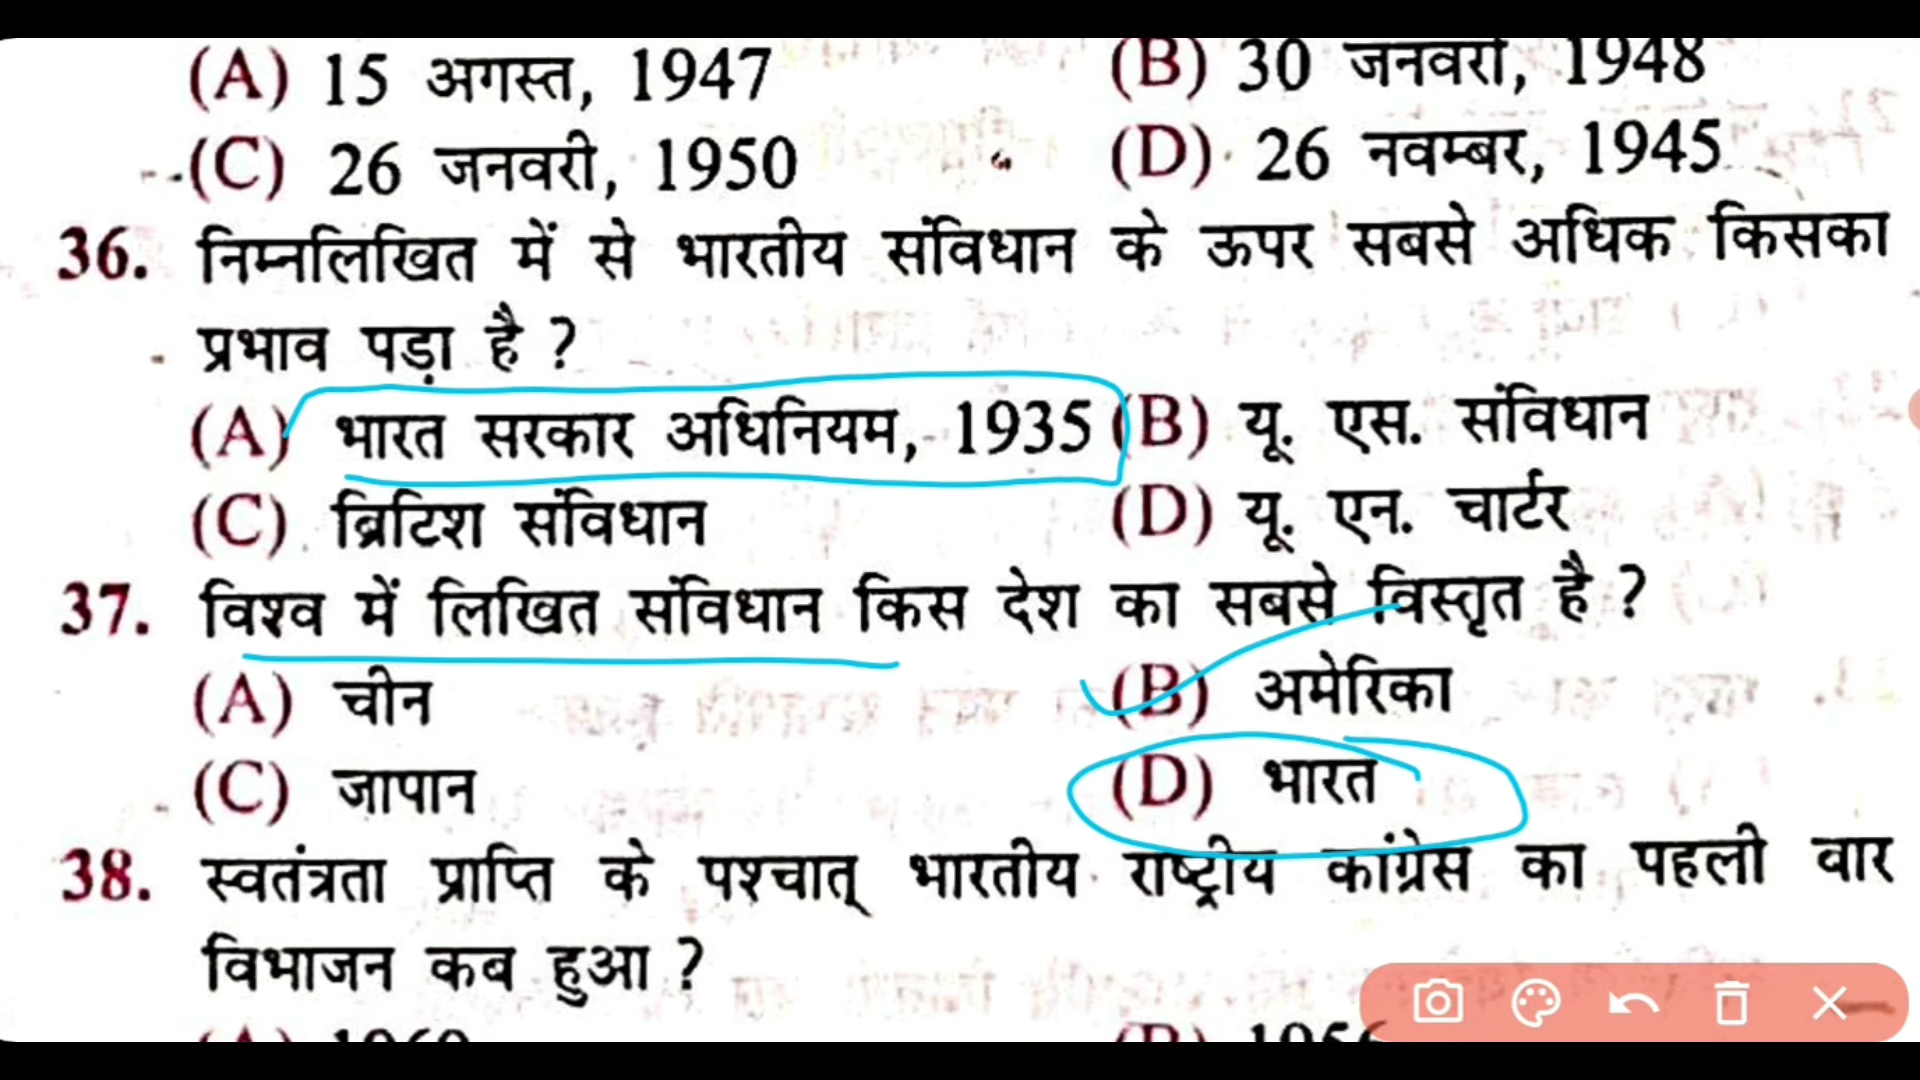 (A) 15 अगस्त, 1947 (B) 30 जनवरी, 1948
(C) 26 जनवरी, 1950 (D) 26 नवम्बर, 1945
36. निम्नलिखित में से भारतीय संविधान के ऊपर सबसे अधिक किसका
प्रभाव पड़ा है ?
(A) भारत सरकार अधिनियम, 1935 (B) यू. एस. संविधान
(C) ब्रिटिश संविधान (D) यू. एन. चार्टर
37. विश्व में लिखित संविधान किस देश का सबसे विस्तृत है ?
(A) चीन (B) अमेरिका
(C) जापान (D) भारत
38. स्वतंत्रता प्राप्ति के पश्चात् भारतीय राष्ट्रीय कांग्रेस का पहली वार
विभाजन कब हुआ ?